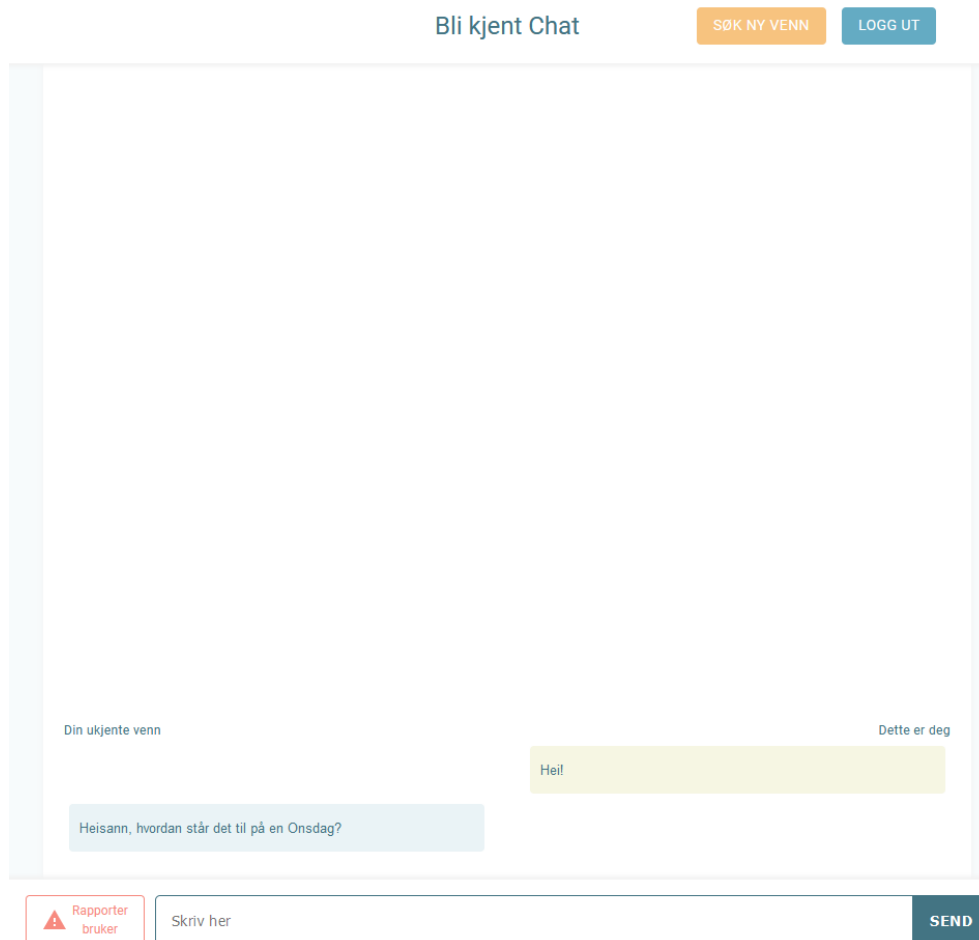 Bli kjent Chat
SØK NY VENN
LOGG UT
Din ukjente venn
Dette er deg
Hei!
Heisann, hvordan står det til på en Onsdag?
Rapporter
bruker
Skriv her
SEND